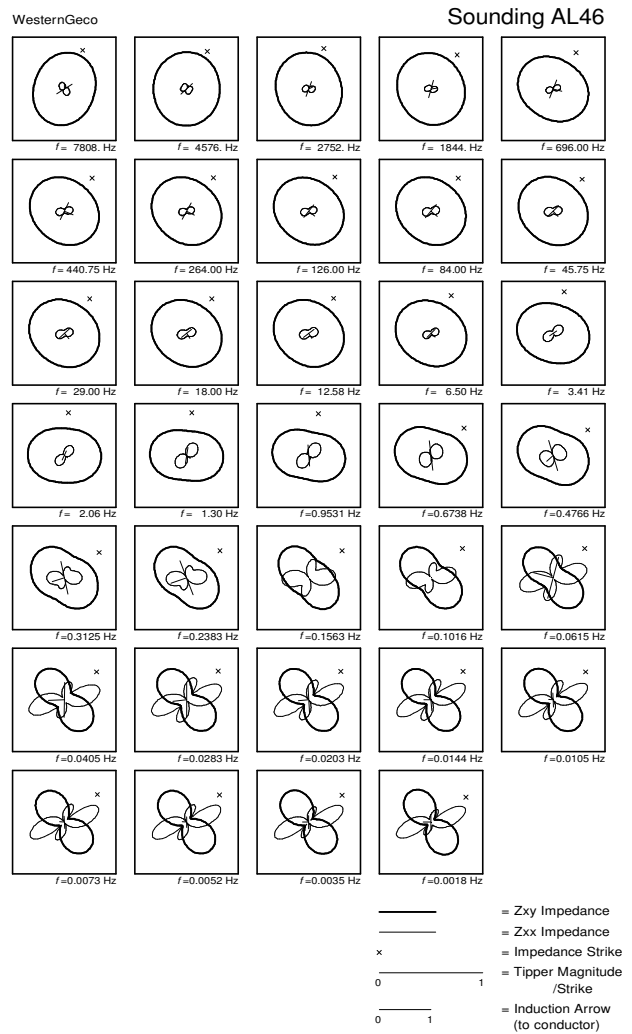 WesternGeco Sounding AL46
f = 7808. Hz f = 4576. Hz f = 2752. Hz f = 1844. Hz f = 696.00 Hz
f = 440.75 Hz f = 264.00 Hz f = 126.00 Hz f = 84.00 Hz f = 45.75 Hz
f = 29.00 Hz f = 18.00 Hz f = 12.58 Hz f = 6.50 Hz f = 3.41 Hz
f = 2.06 Hz f = 1.30 Hz f =0.9531 Hz f =0.6738 Hz f =0.4766 Hz
f =0.3125 Hz f =0.2383 Hz f =0.1563 Hz f =0.1016 Hz f =0.0615 Hz
f =0.0405 Hz f =0.0283 Hz f =0.0203 Hz f =0.0144 Hz f =0.0105 Hz
f =0.0073 Hz f =0.0052 Hz f =0.0035 Hz f =0.0018 Hz
= Zxy Impedance
= Zxx Impedance
× = Impedance Strike
= Tipper Magnitude
0 1 /Strike
= Induction Arrow
0 1 (to conductor)